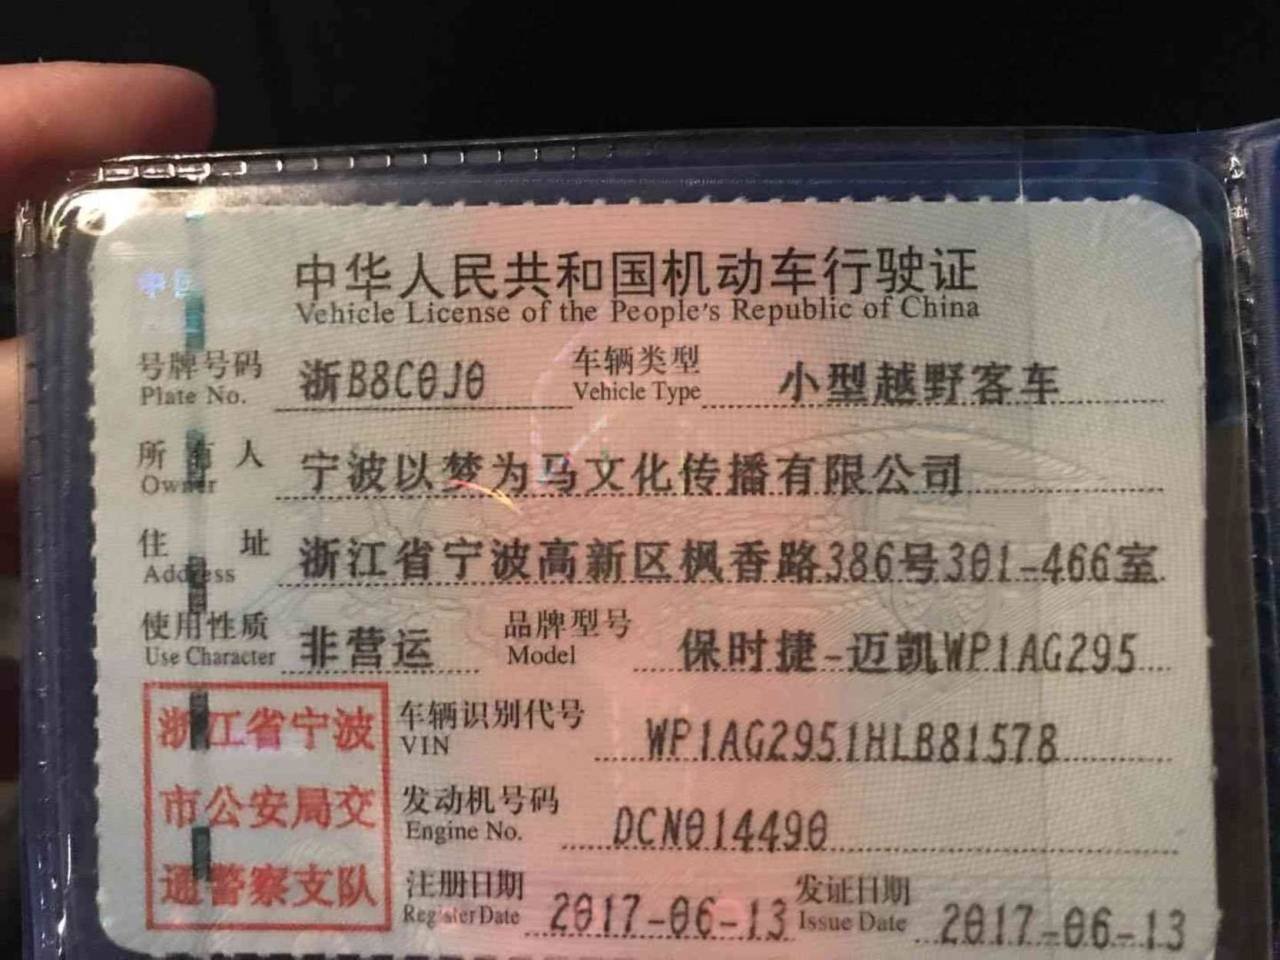 中国
中华人民共和国机动车行驶证
Vehicle License of the People's Republic of China
号牌号码 浙B8C0J0 车辆类型 小型越野客车
Plate No. Vehicle Type
所有人 宁波以梦为马文化传播有限公司
Owner
住址 浙江省宁波高新区枫香路386号301-466室
Address
使用性质 非营运 品牌型号 保时捷-迈凯WP1AG295
Use Character Model
浙江省宁波 车辆识别代号 WP1AG2951HLB81578
VIN
市公安局交 发动机号码 DCN014490
Engine No.
通警察支队 注册日期 2017-06-13 发证日期 2017-06-13
Register Date Issue Date